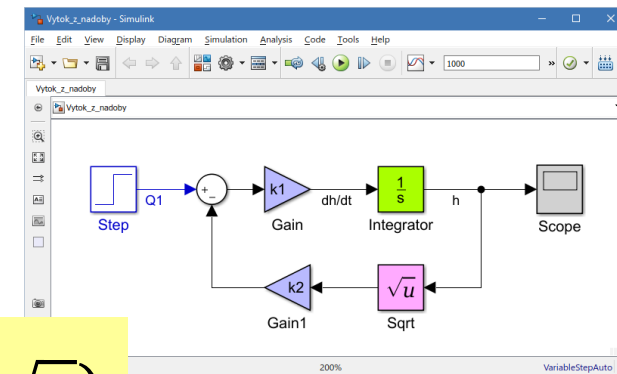 Vytok_z_nadoby - Simulink
File Edit View Display Diagram Simulation Analysis Code Tools Help
1000 »
Vytok_z_nadoby
Vytok_z_nadoby
+ − k1 1/s
Q1 dh/dt h
Step Gain Integrator Scope
k2 √u
Gain1 Sqrt
200% VariableStepAuto